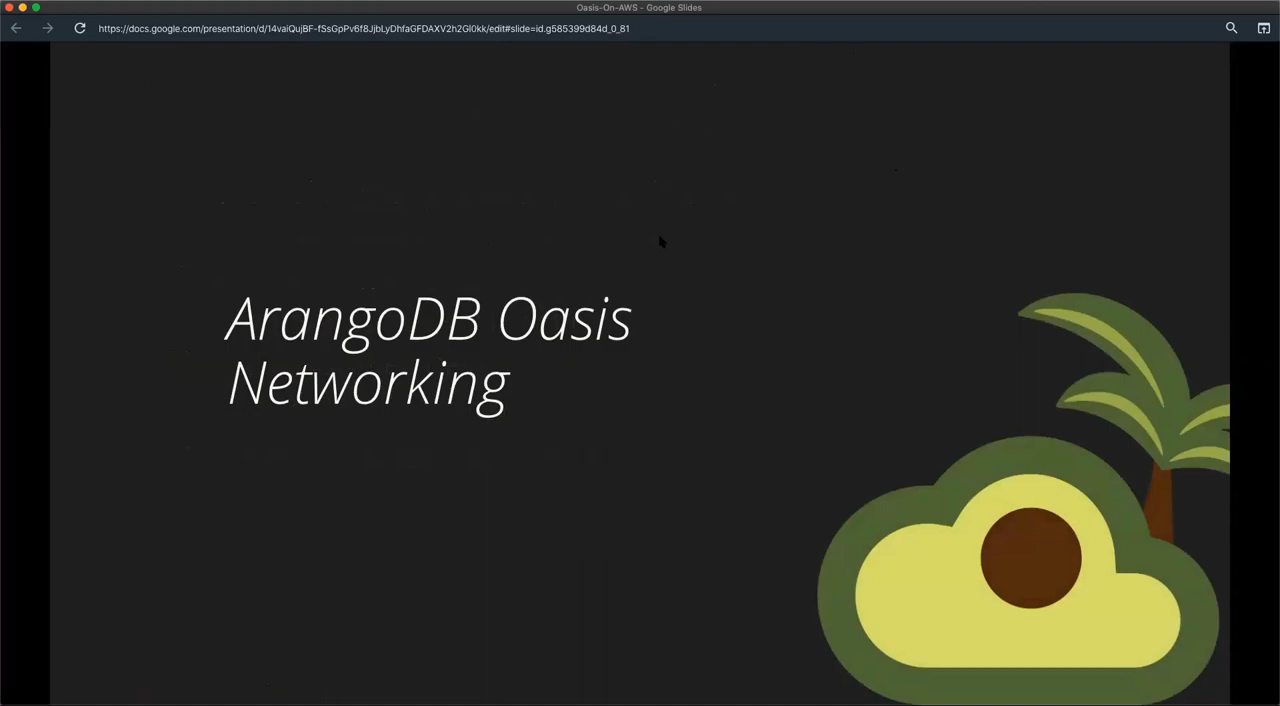 Oasis-On-AWS - Google Slides
https://docs.google.com/presentation/d/14vaiQujBF-fSsGpPv6f8JjbLyDhfaGFDAXV2h2Gl0kk/edit#slide=id.g585399d84d_0_81
ArangoDB Oasis
Networking